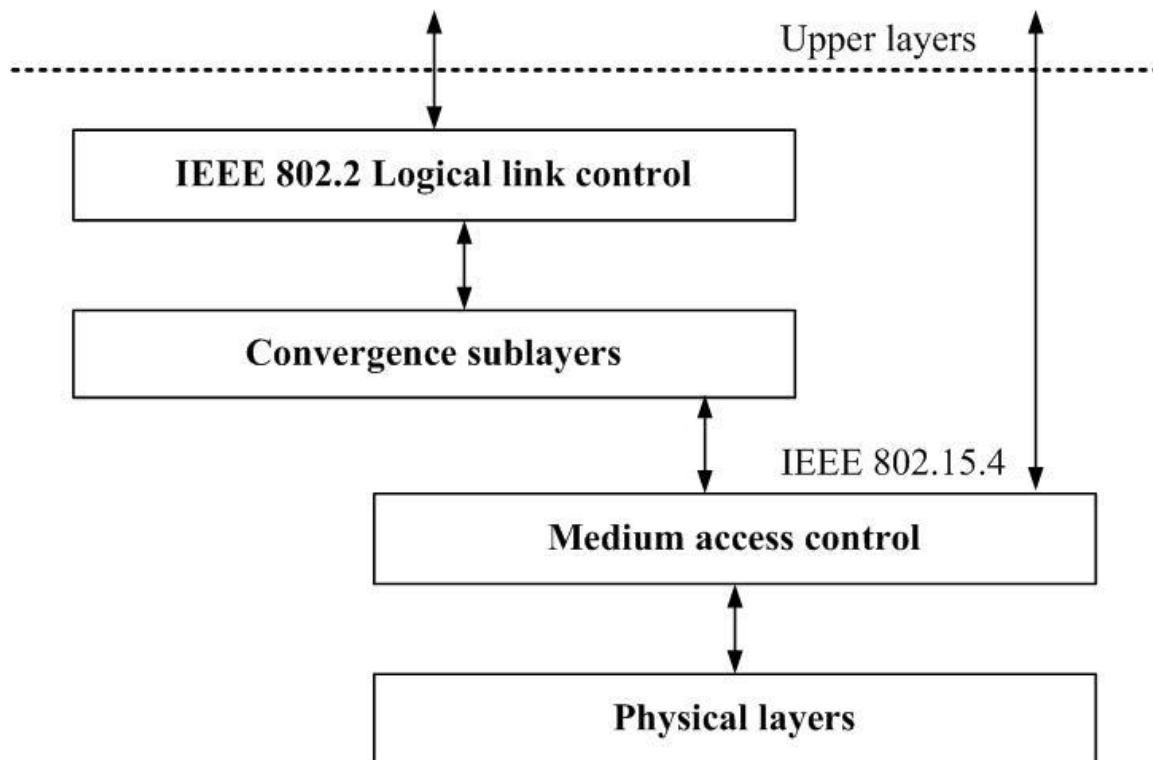 Upper layers
IEEE 802.2 Logical link control
Convergence sublayers
IEEE 802.15.4
Medium access control
Physical layers